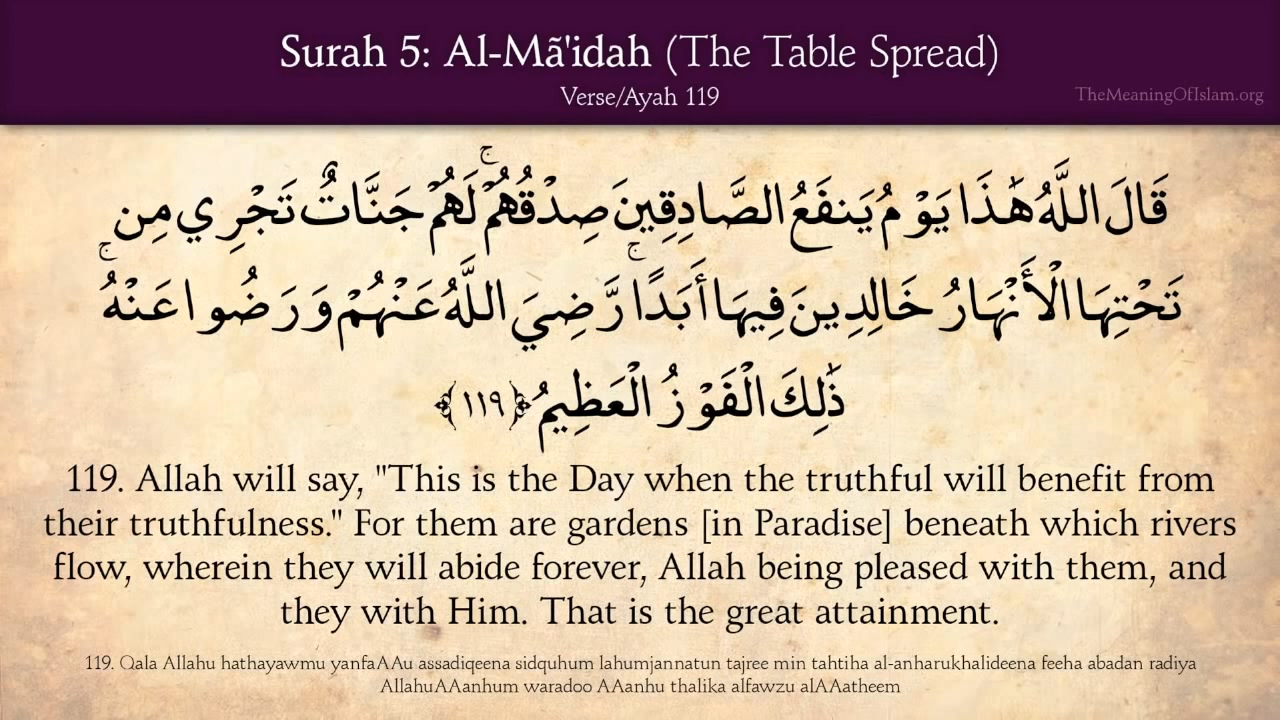 Surah 5: Al-Mã'idah (The Table Spread)
Verse/Ayah 119
TheMeaningOfIslam.org
قَالَ اللَّهُ هَٰذَا يَوْمُ يَنفَعُ الصَّادِقِينَ صِدْقُهُمْ ۚ لَهُمْ جَنَّاتٌ تَجْرِي مِن
تَحْتِهَا الْأَنْهَارُ خَالِدِينَ فِيهَا أَبَدًا ۚ رَّضِيَ اللَّهُ عَنْهُمْ وَرَضُوا عَنْهُ ۚ
ذَٰلِكَ الْفَوْزُ الْعَظِيمُ ﴿١١٩﴾
119. Allah will say, "This is the Day when the truthful will benefit from
their truthfulness." For them are gardens [in Paradise] beneath which rivers
flow, wherein they will abide forever, Allah being pleased with them, and
they with Him. That is the great attainment.
119. Qala Allahu hathayawmu yanfaAAu assadiqeena sidquhum lahumjannatun tajree min tahtiha al-anharukhalideena feeha abadan radiya
AllahuAAanhum waradoo AAanhu thalika alfawzu alAAatheem